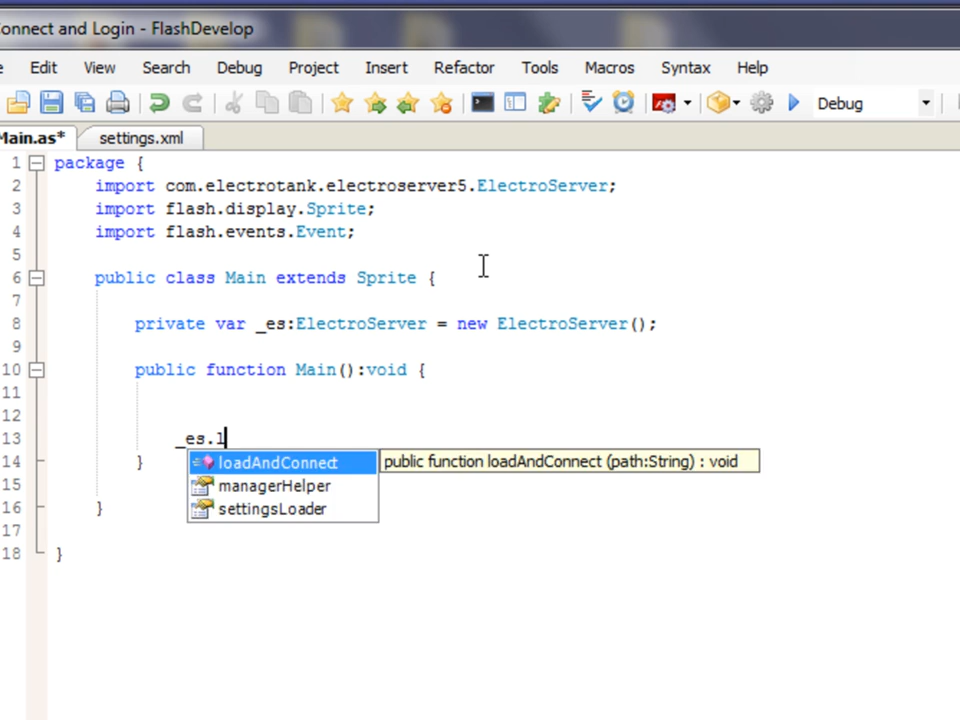 onnect and Login - FlashDevelop
e Edit View Search Debug Project Insert Refactor Tools Macros Syntax Help
Debug
Main.as* settings.xml
1 package {
2 import com.electrotank.electroserver5.ElectroServer;
3 import flash.display.Sprite;
4 import flash.events.Event;
5
6 public class Main extends Sprite {
7
8 private var _es:ElectroServer = new ElectroServer();
9
10 public function Main():void {
11
12
13 _es.l
loadAndConnect public function loadAndConnect (path:String) : void
14 }
managerHelper
15
settingsLoader
16 }
17
18 }